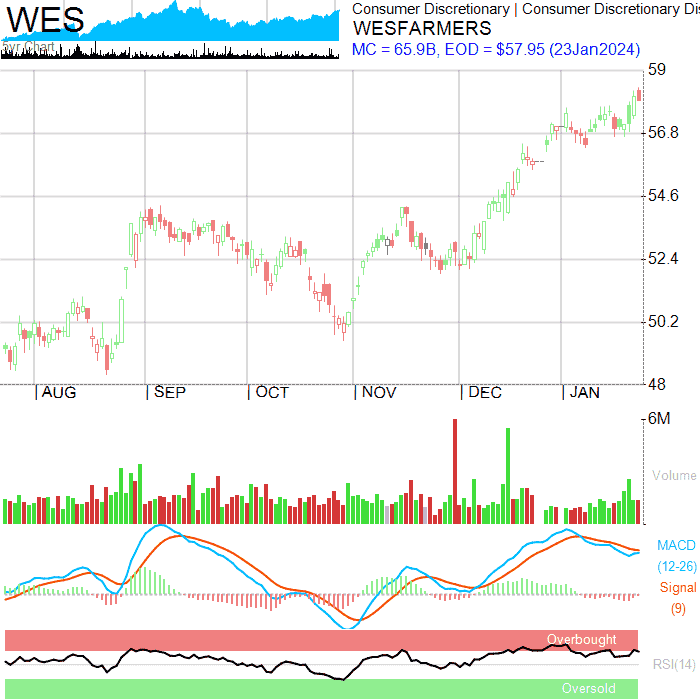 WES
5yr Chart
Consumer Discretionary | Consumer Discretionary Dis
WESFARMERS
MC = 65.9B, EOD = $57.95 (23Jan2024)
59
56.8
54.6
52.4
50.2
48
| AUG | SEP | OCT | NOV | DEC | JAN
6M
Volume
MACD
(12-26)
Signal
(9)
Overbought
RSI(14)
Oversold